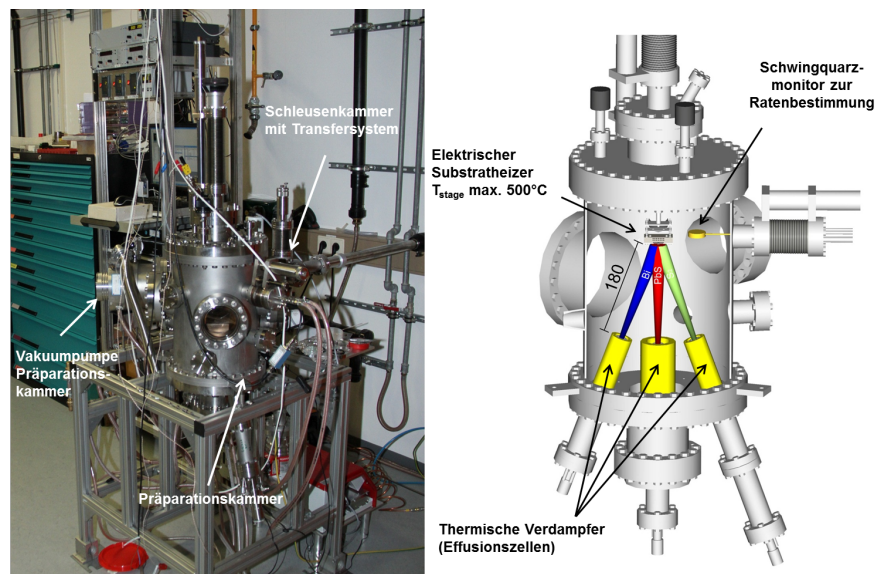 Schleusenkammer
mit Transfersystem
Vakuumpumpe
Präparations-
kammer
Präparationskammer
Schwingquarz-
monitor zur
Ratenbestimmung
Elektrischer
Substratheizer
Tstage max. 500°C
180
Bi
PbS
Thermische Verdampfer
(Effusionszellen)